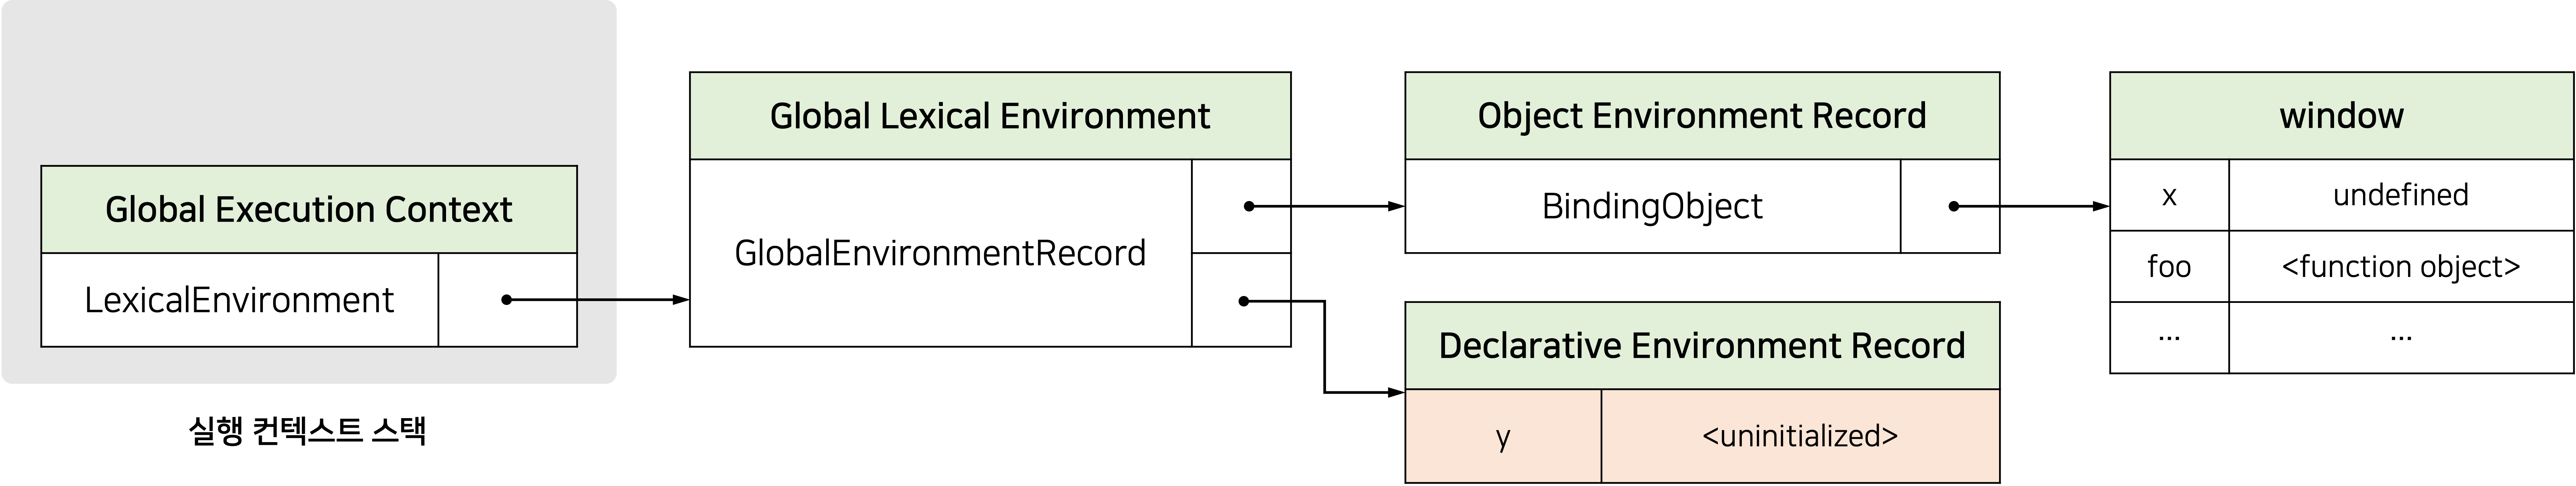 Global Execution Context
LexicalEnvironment
실행 컨텍스트 스택
Global Lexical Environment
GlobalEnvironmentRecord
Object Environment Record
BindingObject
Declarative Environment Record
y <uninitialized>
window
x undefined
foo <function object>
... ...